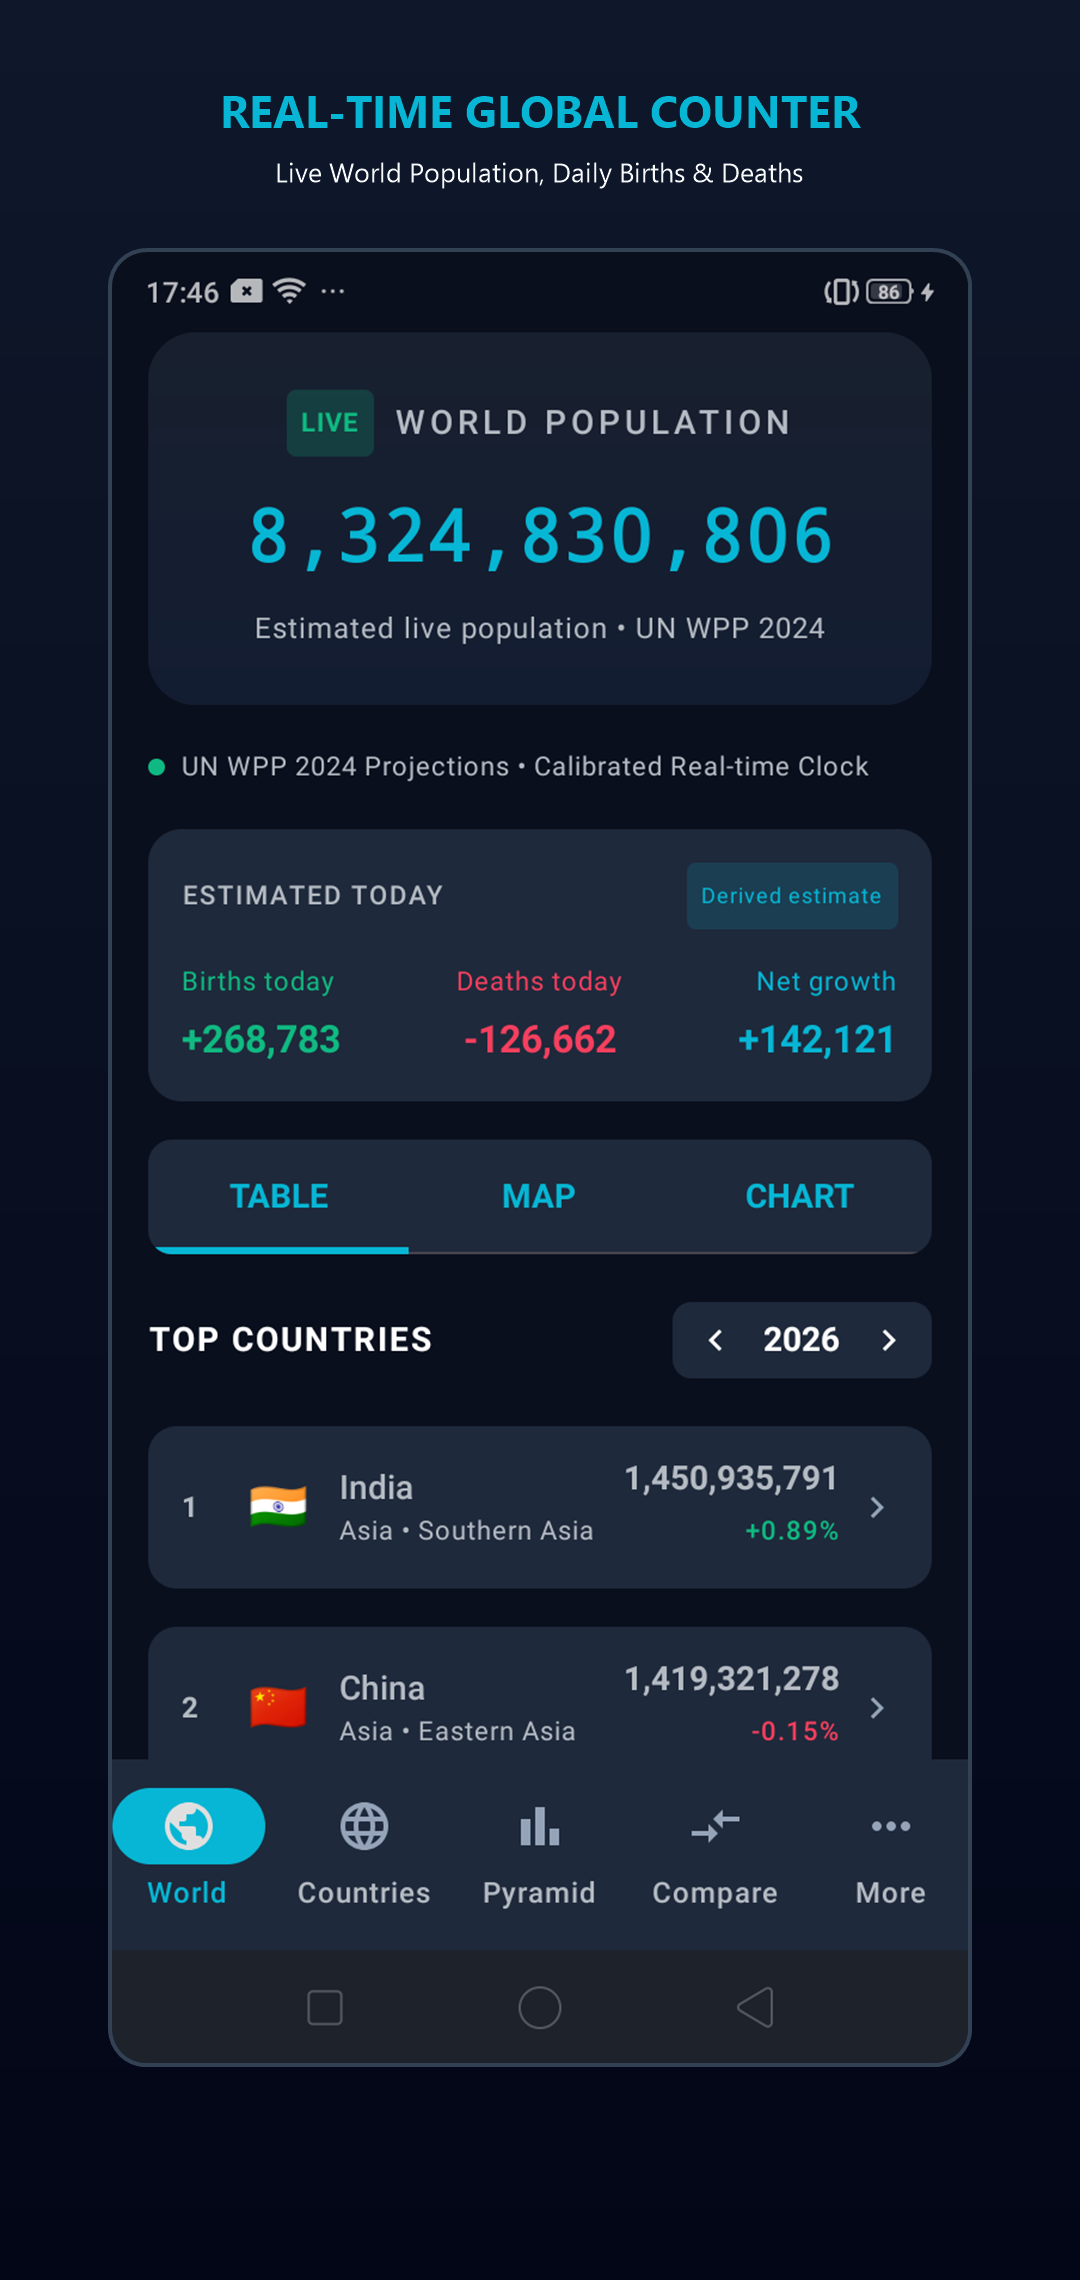 REAL-TIME GLOBAL COUNTER
Live World Population, Daily Births & Deaths
17:46 ... 86
LIVE WORLD POPULATION
8,324,830,806
Estimated live population • UN WPP 2024
UN WPP 2024 Projections • Calibrated Real-time Clock
ESTIMATED TODAY Derived estimate
Births today Deaths today Net growth
+268,783 -126,662 +142,121
TABLE MAP CHART
TOP COUNTRIES 2026
1 India 1,450,935,791
Asia • Southern Asia +0.89%
2 China 1,419,321,278
Asia • Eastern Asia -0.15%
World Countries Pyramid Compare More